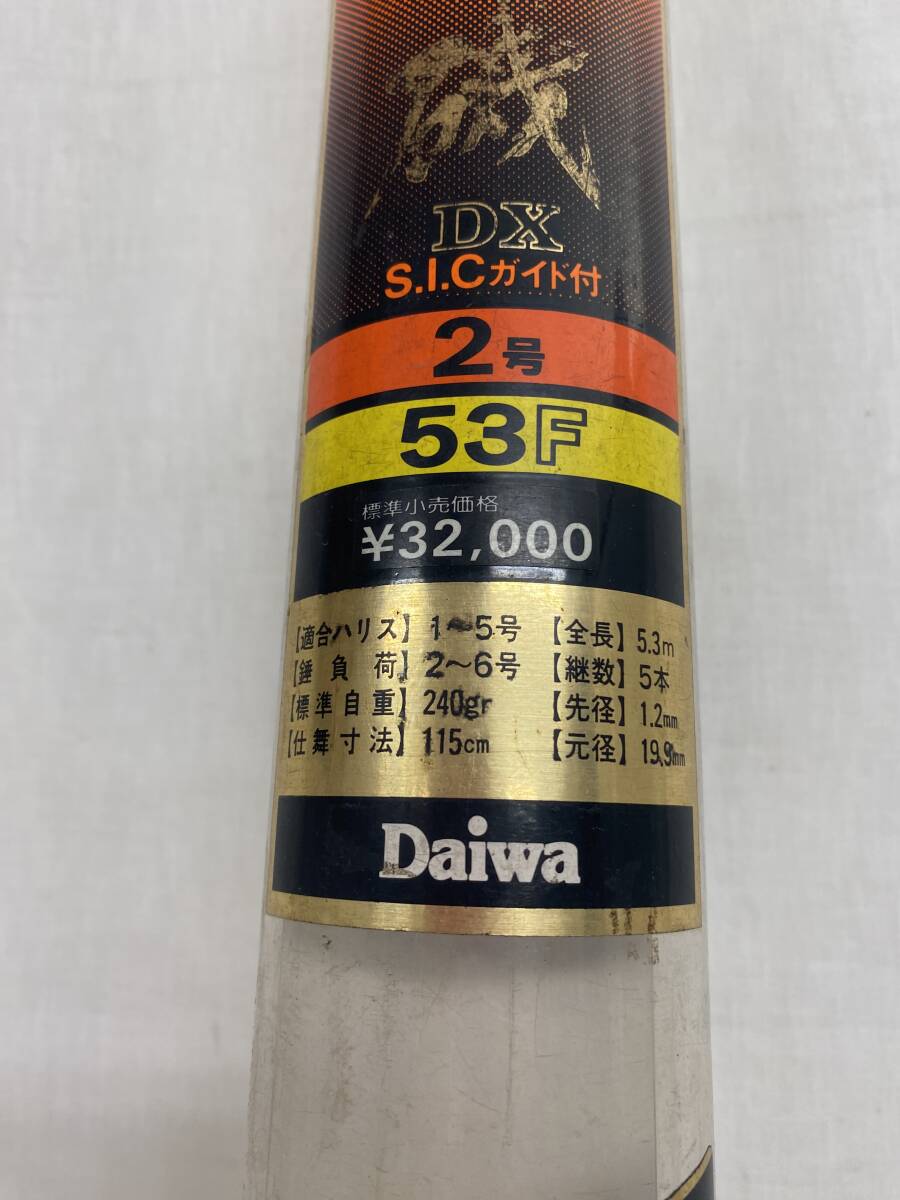 磯
DX
S.I.Cガイド付
2号
53F
標準小売価格
¥32,000
【適合ハリス】1〜5号 【全長】5.3m
【錘負荷】2〜6号 【継数】5本
【標準自重】240gr 【先径】1.2mm
【仕舞寸法】115cm 【元径】19.9mm
Daiwa